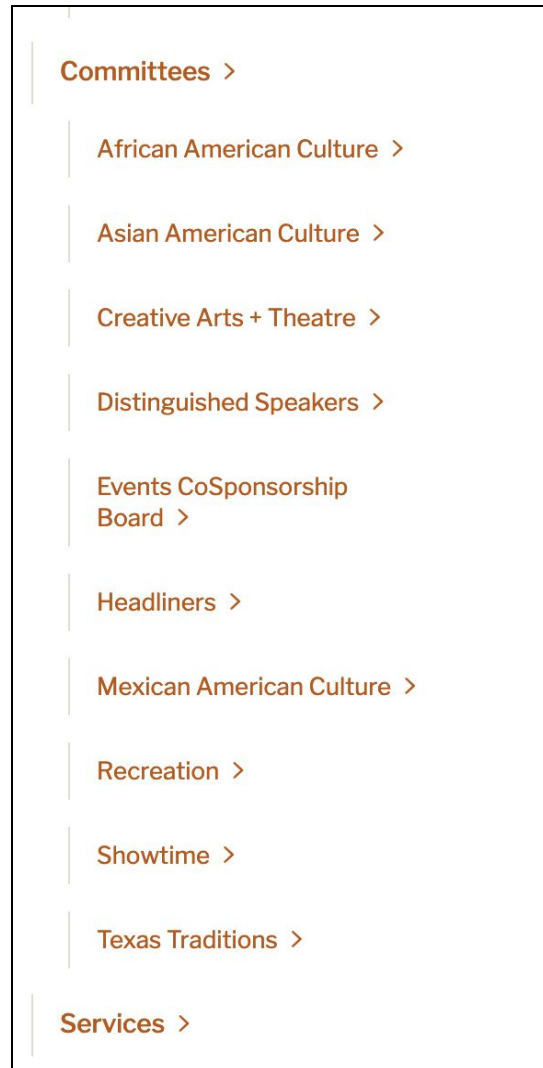 Committees >
African American Culture >
Asian American Culture >
Creative Arts + Theatre >
Distinguished Speakers >
Events CoSponsorship
Board >
Headliners >
Mexican American Culture >
Recreation >
Showtime >
Texas Traditions >
Services >